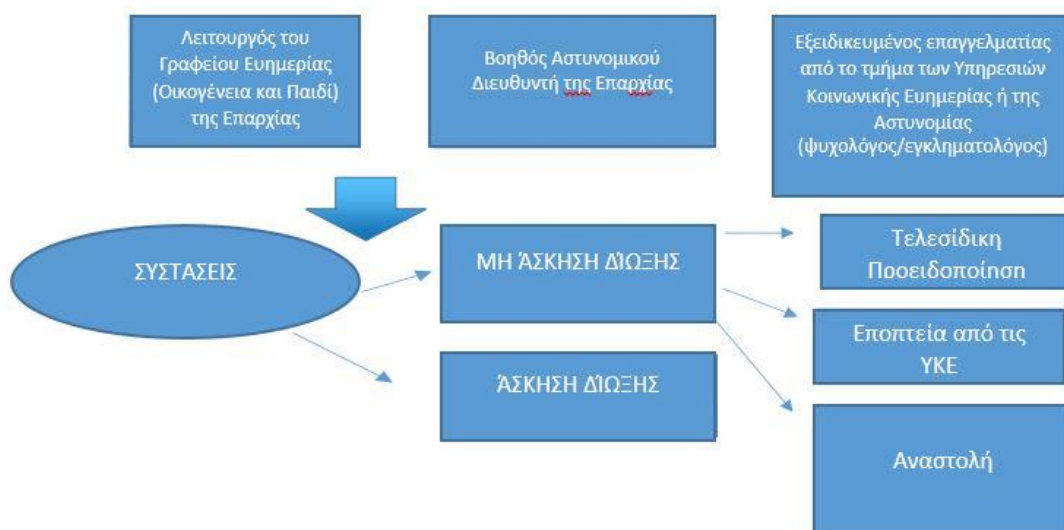 Λειτουργός του
Γραφείου Ευημερίας
(Οικογένεια και Παιδί)
της Επαρχίας
Βοηθός Αστυνομικού
Διευθυντή της Επαρχίας
Εξειδικευμένος επαγγελματίας
από το τμήμα των Υπηρεσιών
Κοινωνικής Ευημερίας ή της
Αστυνομίας
(ψυχολόγος/εγκληματολόγος)
ΣΥΣΤΑΣΕΙΣ
ΜΗ ΆΣΚΗΣΗ ΔΊΩΞΗΣ
ΆΣΚΗΣΗ ΔΊΩΞΗΣ
Τελεσίδικη
Προειδοποίηση
Εποπτεία από τις
ΥΚΕ
Αναστολή